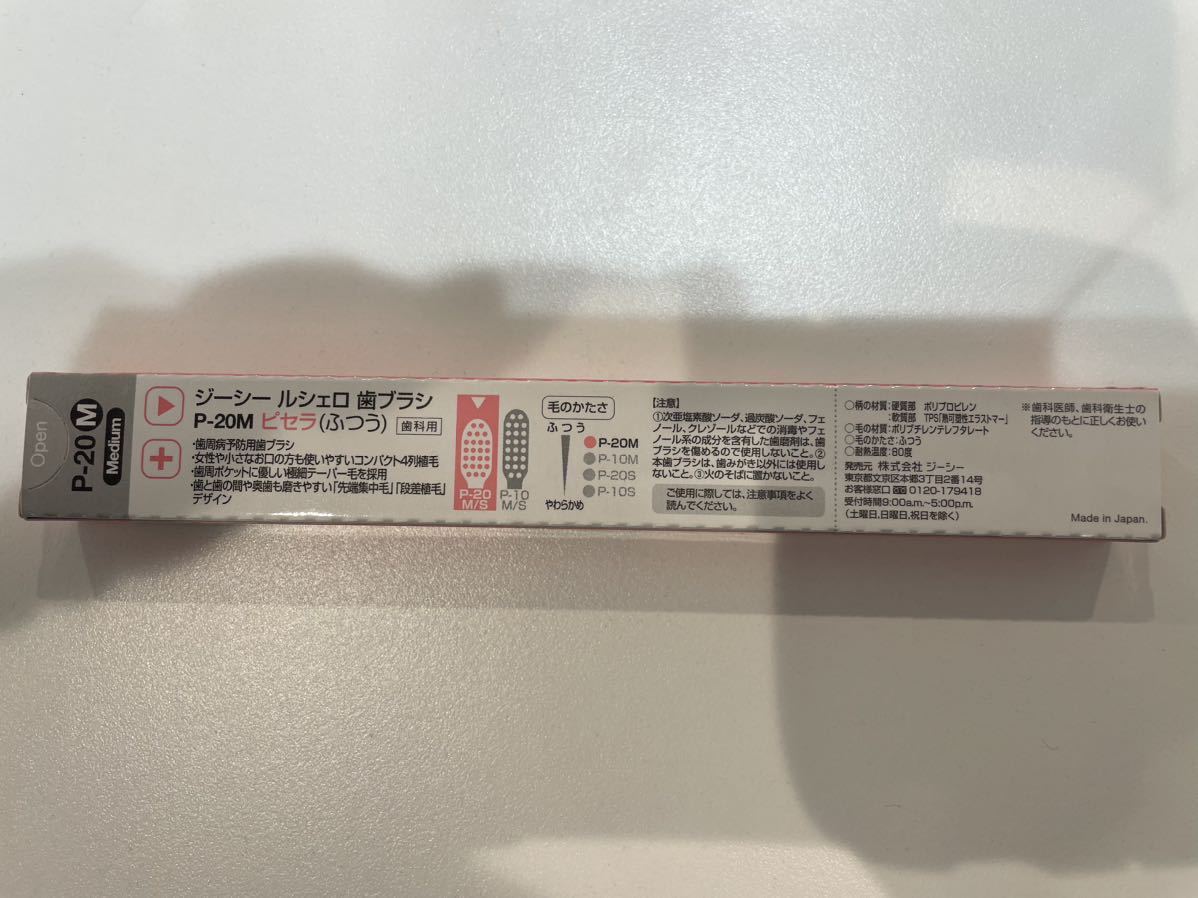 Open
P-20 M
Medium
ジーシー ルシェロ 歯ブラシ
P-20M ピセラ(ふつう) 歯科用
・歯周病予防用歯ブラシ
・女性や小さなお口の方も使いやすいコンパクト4列植毛
・歯周ポケットに優しい極細テーパー毛を採用
・歯と歯の間や奥歯も磨きやすい「先端集中毛」「段差植毛」
デザイン
P-20
M/S
P-10
M/S
毛のかたさ
ふつう
P-20M
P-10M
P-20S
P-10S
やわらかめ
【注意】
①次亜塩素酸ソーダ、過炭酸ソーダ、フェ
ノール、クレゾールなどでの消毒やフェ
ノール系の成分を含有した歯磨剤は、歯
ブラシを傷めるので使用しないこと。②
本歯ブラシは、歯みがき以外には使用し
ないこと。③火のそばに置かないこと。
ご使用に際しては、注意事項をよく
読んでください。
○柄の材質:硬質部 ポリプロピレン
:軟質部 TPS「熱可塑性エラストマー」
○毛の材質:ポリブチレンテレフタレート
○毛のかたさ:ふつう
○耐熱温度:80度
発売元 株式会社 ジーシー
東京都文京区本郷3丁目2番14号
お客様窓口 0120-179418
受付時間9:00a.m.~5:00p.m.
(土曜日,日曜日,祝日を除く)
※歯科医師、歯科衛生士の
指導のもとに正しくお使い
ください。
Made in Japan.